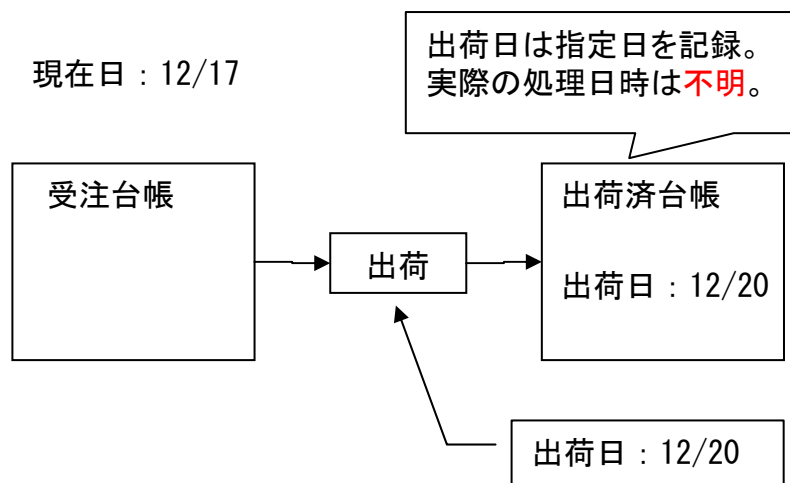 現在日：12/17
出荷日は指定日を記録。
実際の処理日時は不明。
受注台帳
出荷
出荷済台帳
出荷日：12/20
出荷日：12/20